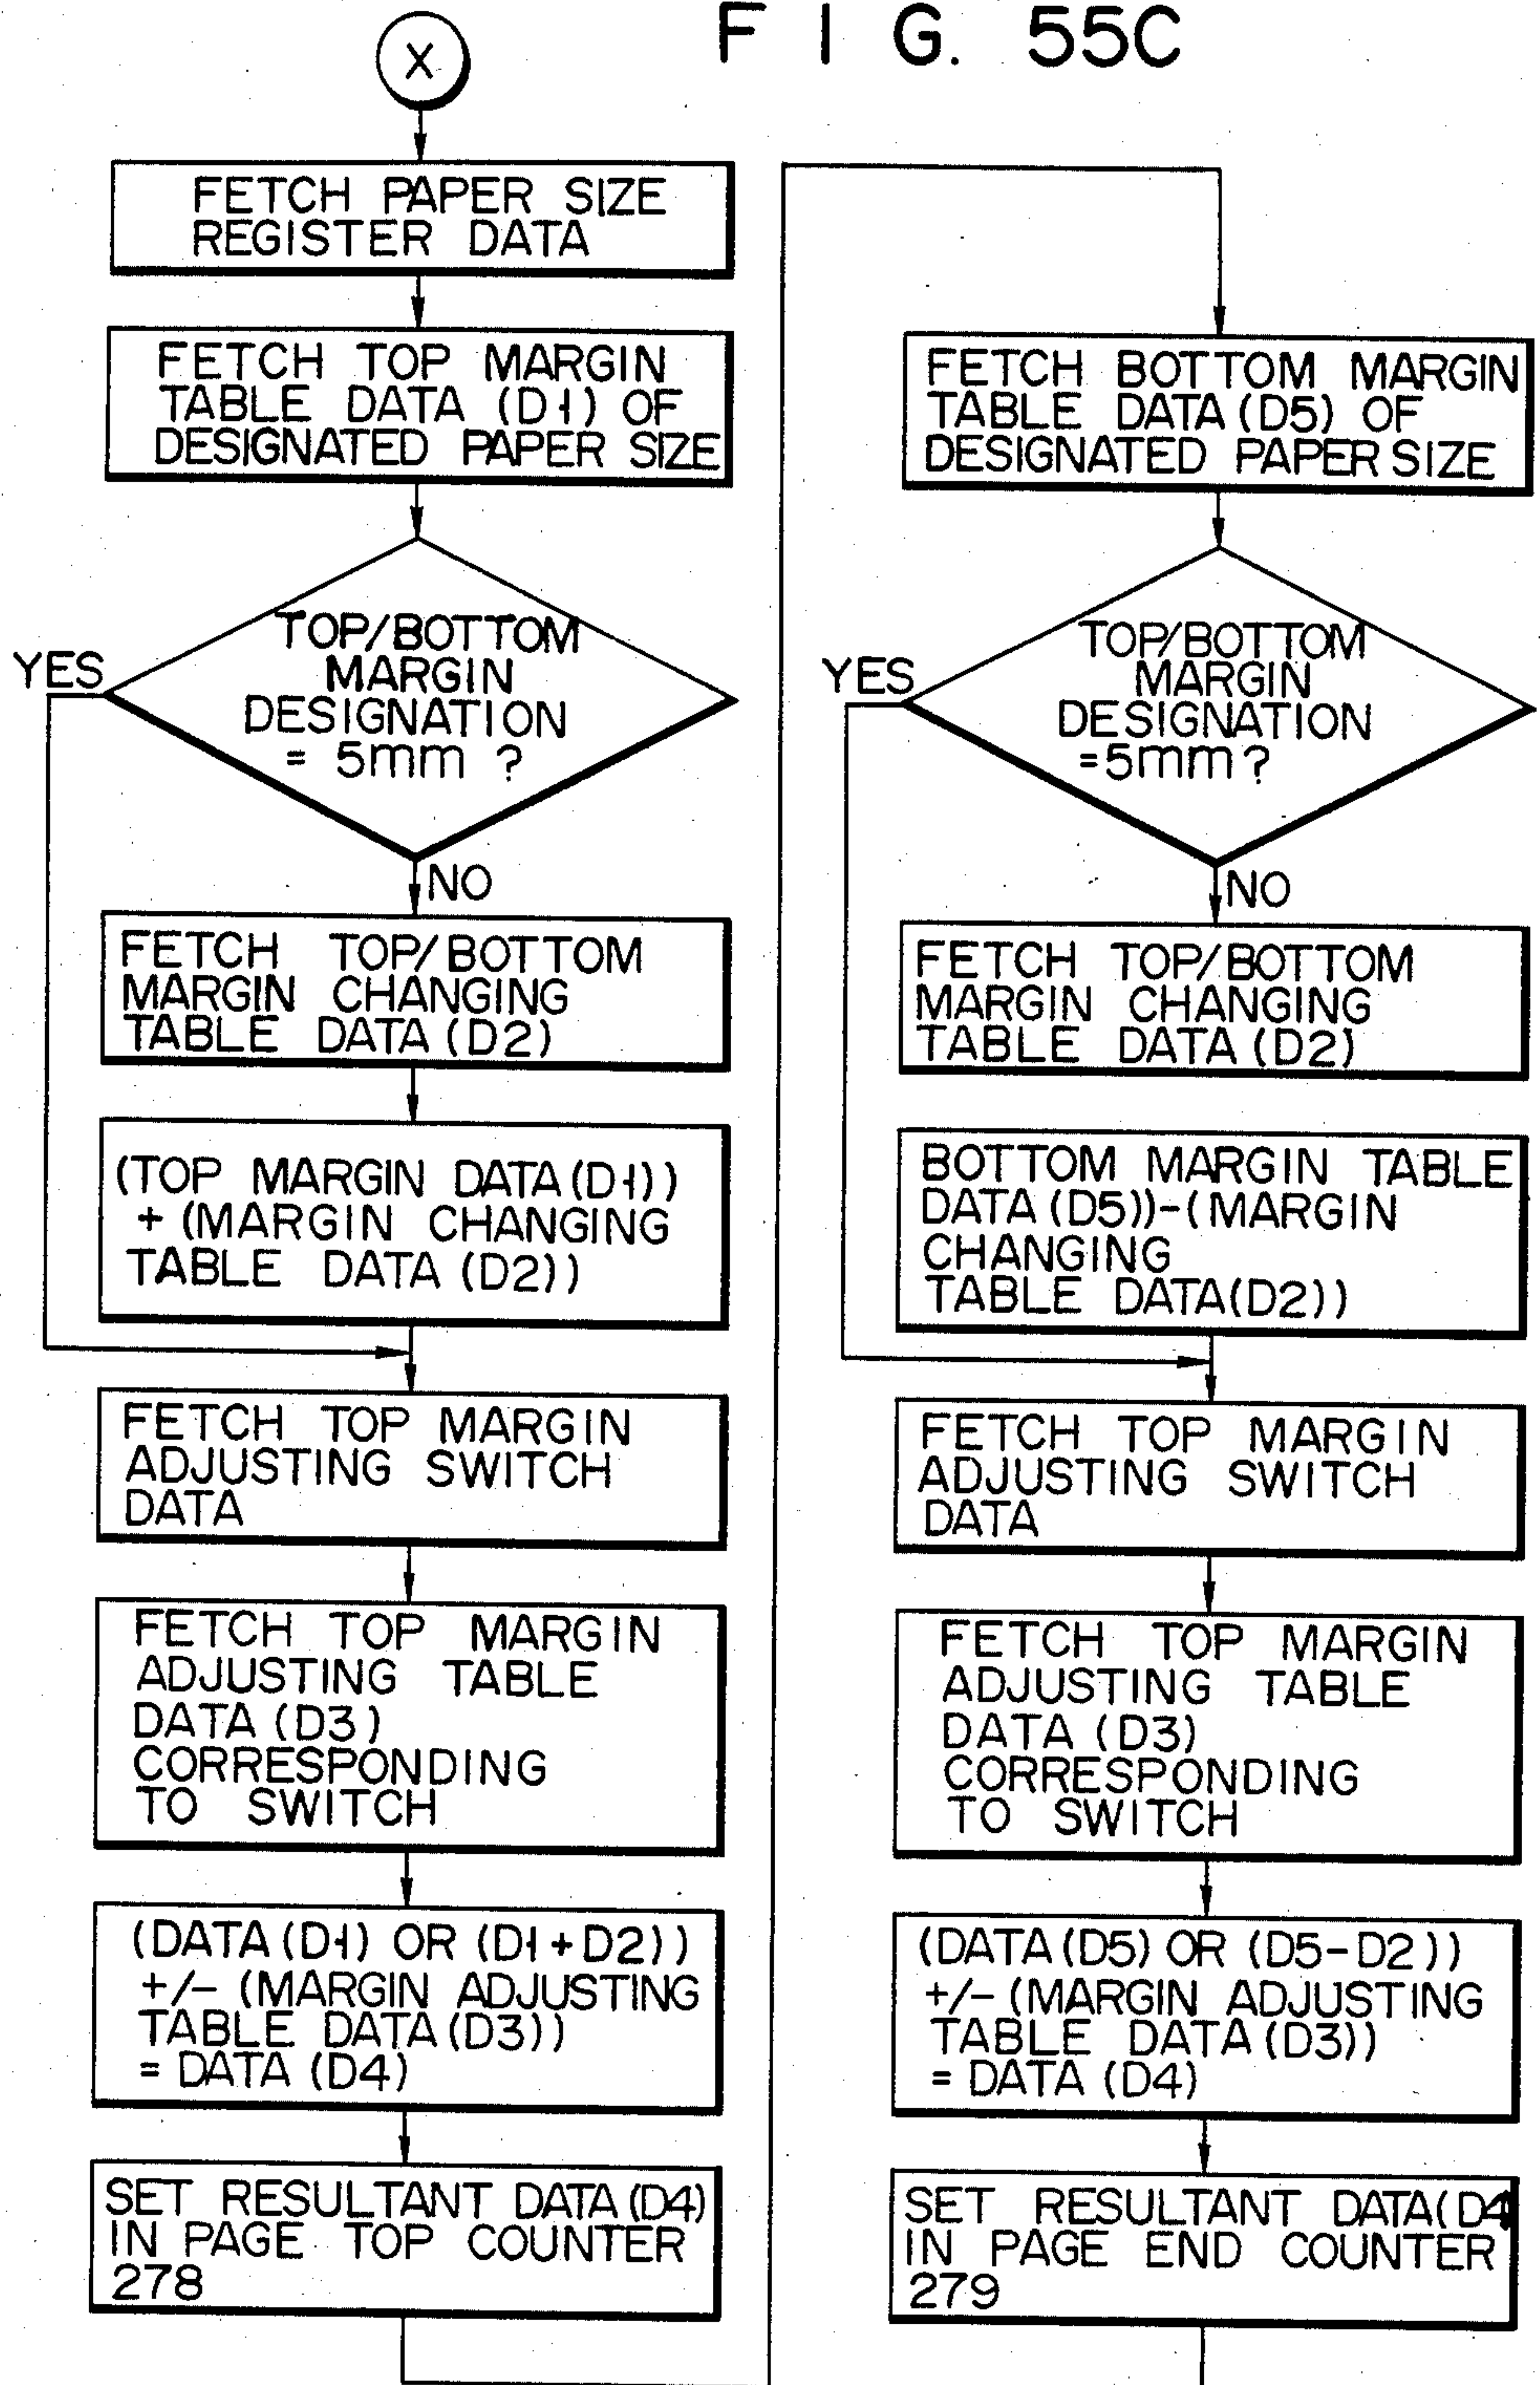 F I G. 55C
X
FETCH PAPER SIZE
REGISTER DATA
FETCH TOP MARGIN
TABLE DATA (D1) OF
DESIGNATED PAPER SIZE
TOP/BOTTOM
MARGIN
DESIGNATION
= 5mm ?
YES
NO
FETCH TOP/BOTTOM
MARGIN CHANGING
TABLE DATA (D2)
(TOP MARGIN DATA (D1))
+ (MARGIN CHANGING
TABLE DATA (D2))
FETCH TOP MARGIN
ADJUSTING SWITCH
DATA
FETCH TOP MARGIN
ADJUSTING TABLE
DATA (D3)
CORRESPONDING
TO SWITCH
(DATA (D1) OR (D1+D2))
+/- (MARGIN ADJUSTING
TABLE DATA (D3))
= DATA (D4)
SET RESULTANT DATA (D4)
IN PAGE TOP COUNTER
278
FETCH BOTTOM MARGIN
TABLE DATA (D5) OF
DESIGNATED PAPER SIZE
TOP/BOTTOM
MARGIN
DESIGNATION
=5mm?
YES
NO
FETCH TOP/BOTTOM
MARGIN CHANGING
TABLE DATA (D2)
BOTTOM MARGIN TABLE
DATA (D5))-(MARGIN
CHANGING
TABLE DATA(D2))
FETCH TOP MARGIN
ADJUSTING SWITCH
DATA
FETCH TOP MARGIN
ADJUSTING TABLE
DATA (D3)
CORRESPONDING
TO SWITCH
(DATA (D5) OR (D5-D2))
+/- (MARGIN ADJUSTING
TABLE DATA (D3))
= DATA (D4)
SET RESULTANT DATA (D4
IN PAGE END COUNTER
279